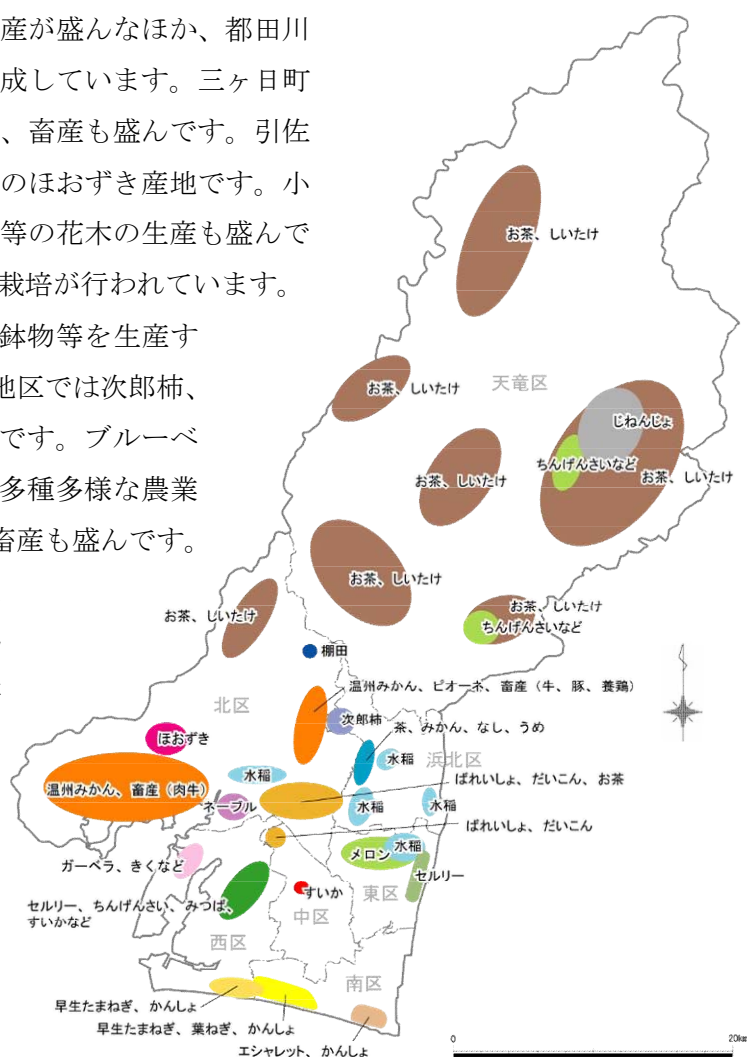 産が盛んなほか、都田川
成しています。三ヶ日町
、畜産も盛んです。引佐
のほおずき産地です。小
等の花木の生産も盛んで
栽培が行われています。
鉢物等を生産す
地区では次郎柿、
です。ブルーベ
多種多様な農業
畜産も盛んです。
お茶、しいたけ
天竜区
お茶、しいたけ
じねんじょ
ちんげんさいなど
お茶、しいたけ
お茶、しいたけ
お茶、しいたけ
お茶、しいたけ
お茶、しいたけ
ちんげんさいなど
棚田
温州みかん、ピオーネ、畜産（牛、豚、養鶏）
北区
次郎柿
茶、みかん、なし、うめ
ほおずき
水稲
浜北区
水稲
ばれいしょ、だいこん、お茶
温州みかん、畜産（肉牛）
ネーブル
水稲
水稲
ばれいしょ、だいこん
メロン
水稲
ガーベラ、きくなど
セルリー
すいか
東区
セルリー、ちんげんさい、みつば、
すいかなど
中区
西区
南区
早生たまねぎ、かんしょ
早生たまねぎ、葉ねぎ、かんしょ
エシャレット、かんしょ
0
20km